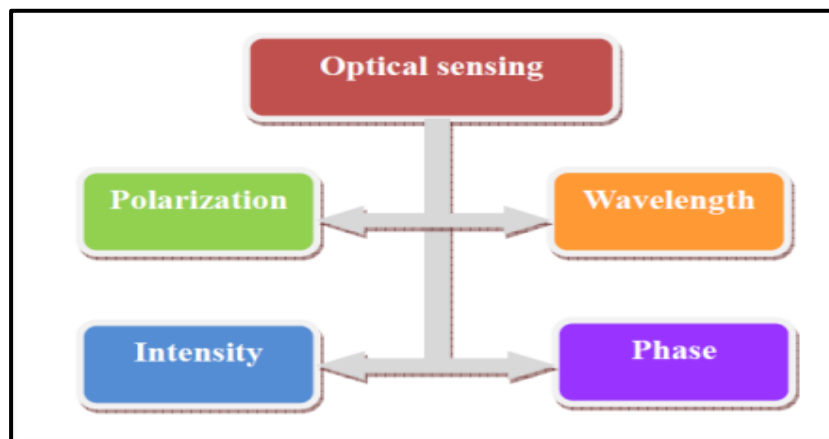 Optical sensing
Polarization
Wavelength
Intensity
Phase